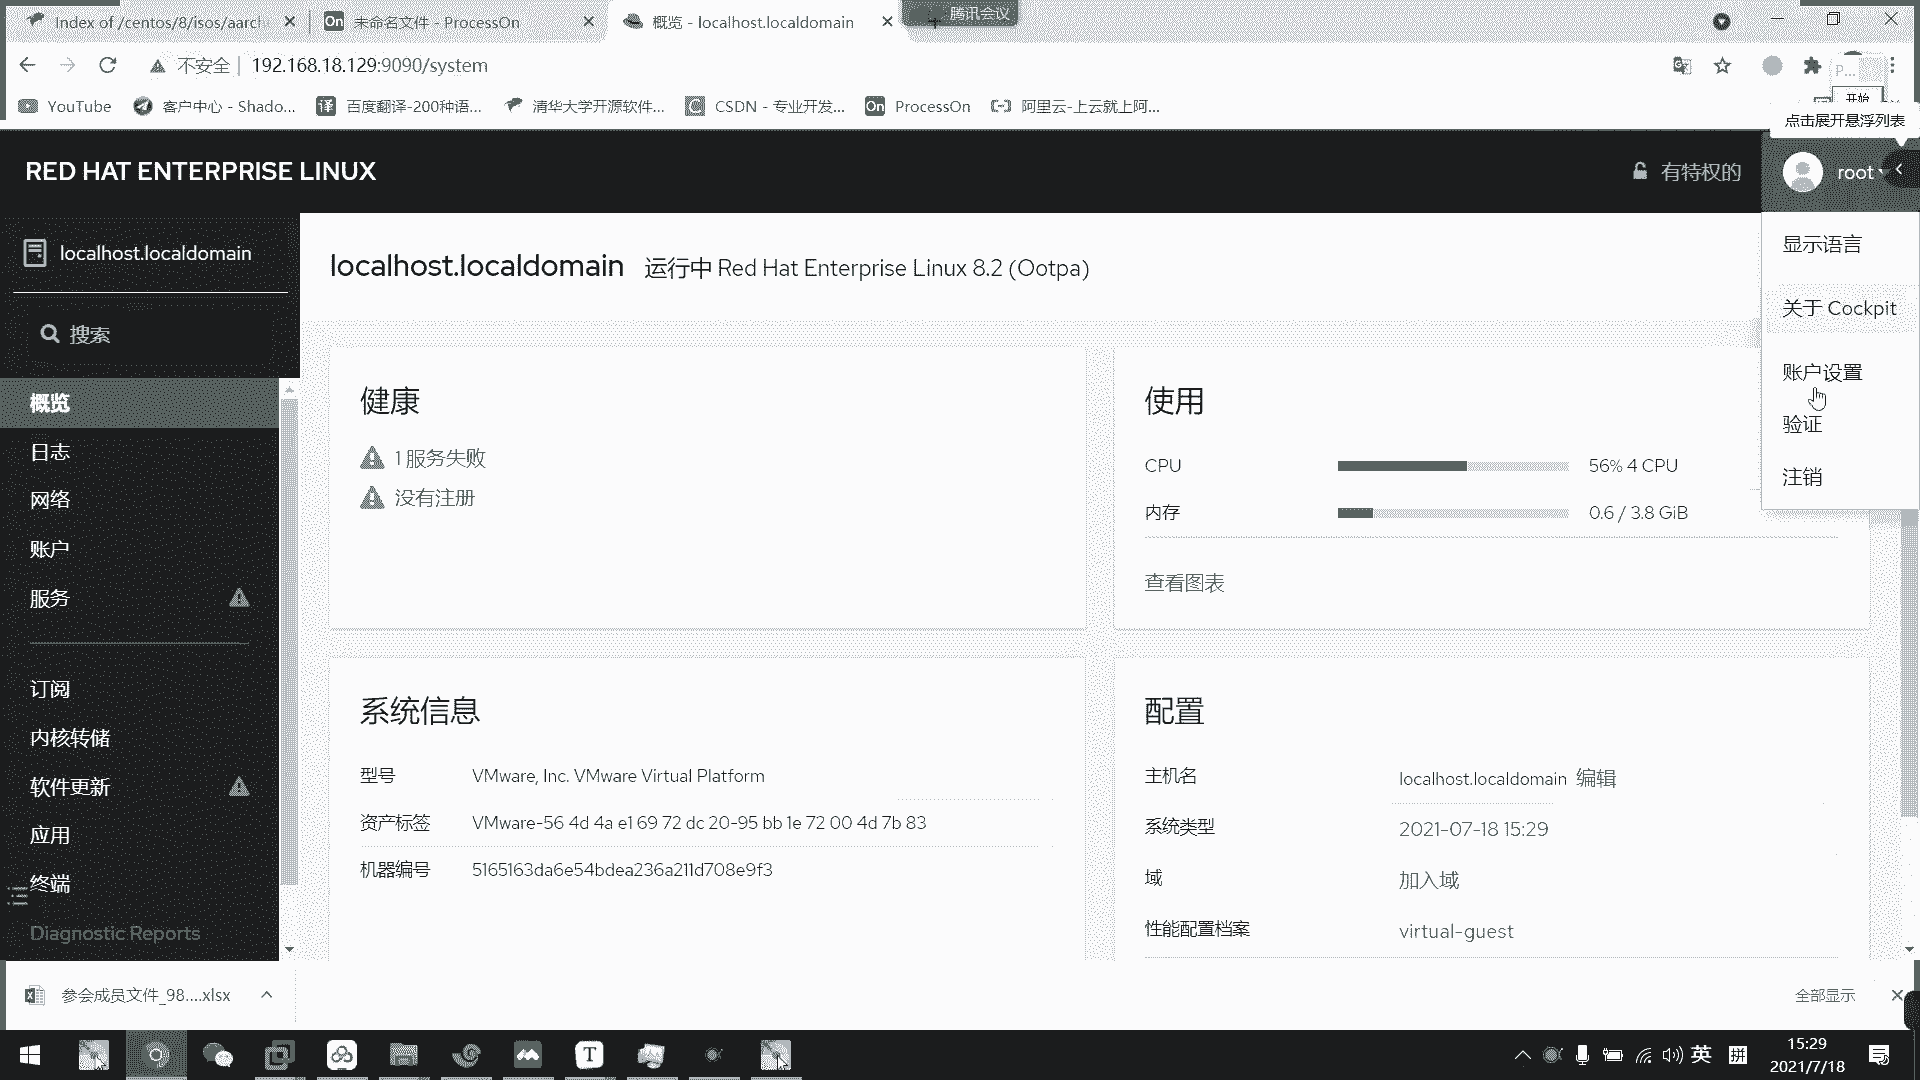 Index of /centos/8/isos/aarch
未命名文件 - ProcessOn
概览 - localhost.localdomain
腾讯会议
不安全 | 192.168.18.129:9090/system
开始
YouTube
客户中心 - Shado...
百度翻译-200种语...
清华大学开源软件...
CSDN - 专业开发...
ProcessOn
阿里云-上云就上阿...
点击展开悬浮列表
RED HAT ENTERPRISE LINUX
有特权的
root
显示语言
关于 Cockpit
账户设置
验证
注销
localhost.localdomain
搜索
概览
日志
网络
账户
服务
订阅
内核转储
软件更新
应用
终端
Diagnostic Reports
localhost.localdomain 运行中 Red Hat Enterprise Linux 8.2 (Ootpa)
健康
1 服务失败
没有注册
使用
CPU 56% 4 CPU
内存 0.6 / 3.8 GiB
查看图表
系统信息
型号 VMware, Inc. VMware Virtual Platform
资产标签 VMware-56 4d 4a e1 69 72 dc 20-95 bb 1e 72 00 4d 7b 83
机器编号 5165163da6e54bdea236a211d708e9f3
配置
主机名 localhost.localdomain 编辑
系统类型 2021-07-18 15:29
域 加入域
性能配置档案 virtual-guest
参会成员文件_98....xlsx
全部显示
英
拼
15:29
2021/7/18